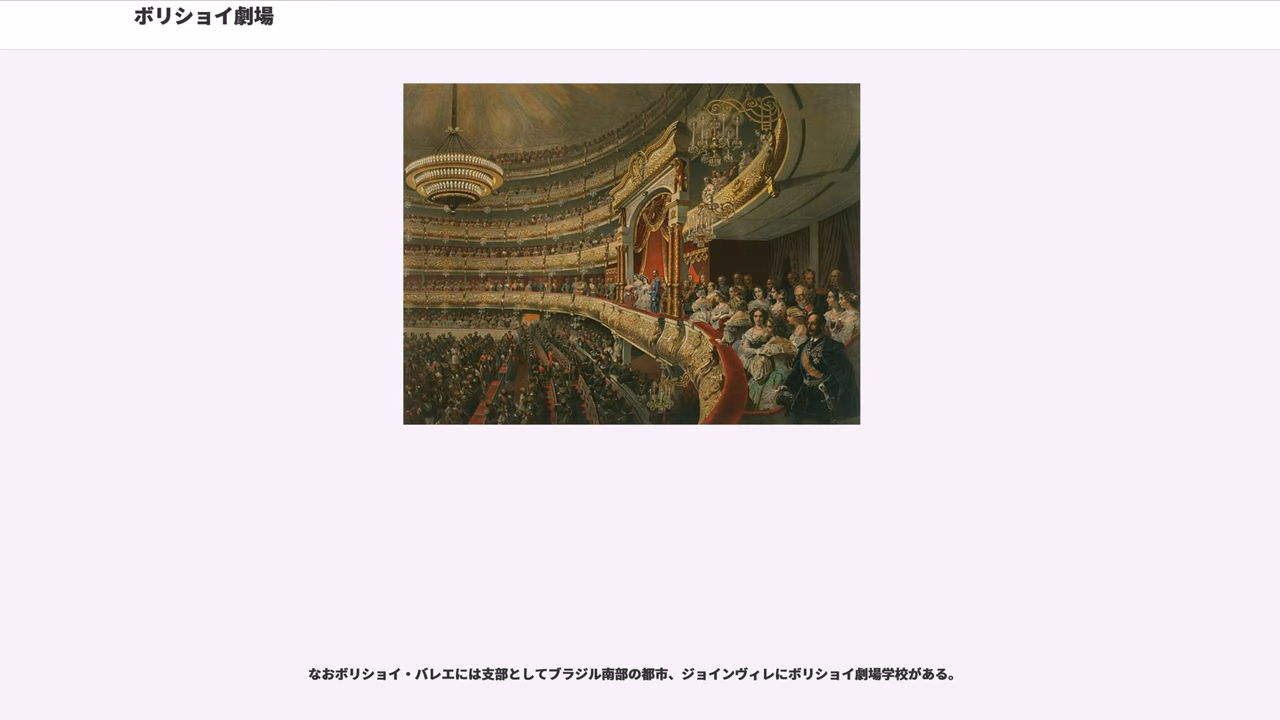 ボリショイ劇場
なおボリショイ・バレエには支部としてブラジル南部の都市、ジョインヴィレにボリショイ劇場学校がある。